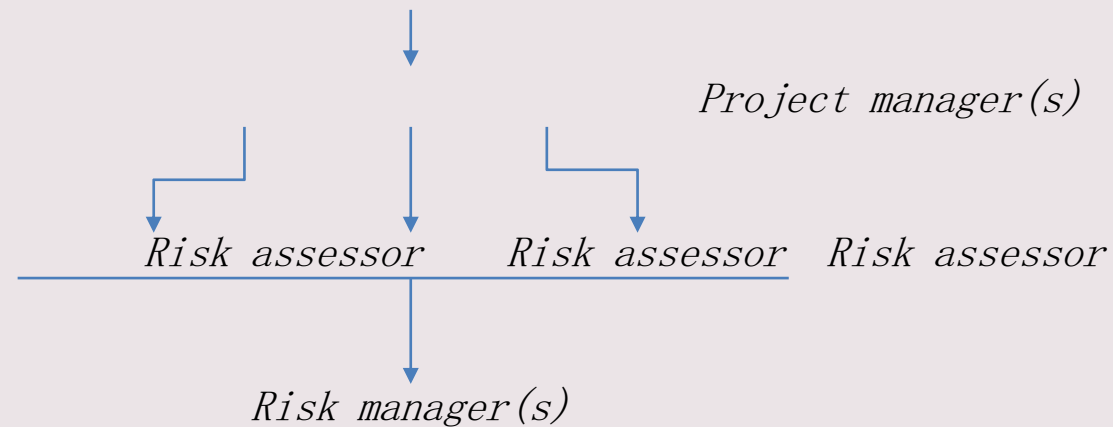 Project manager(s)
Risk assessor Risk assessor Risk assessor
Risk manager(s)